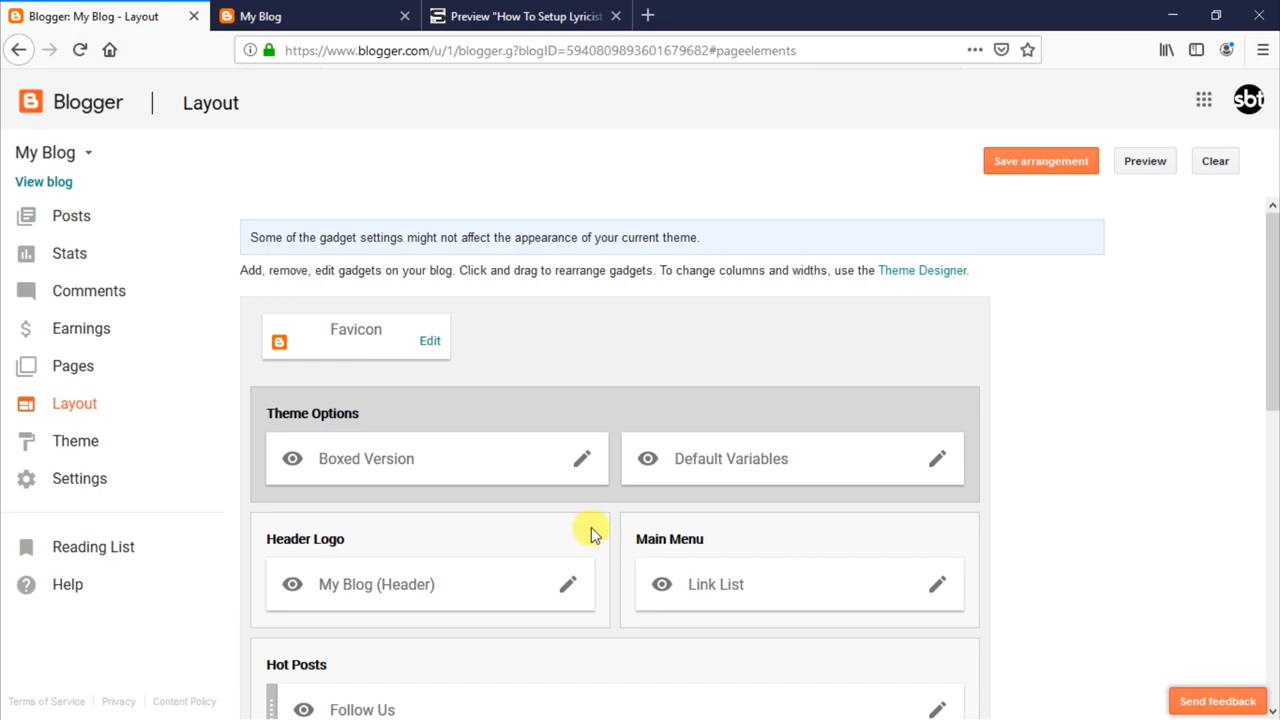 Blogger: My Blog - Layout
My Blog
Preview "How To Setup Lyricist
https://www.blogger.com/u/1/blogger.g?blogID=5940809893601679682#pageelements
Blogger
Layout
sbt
My Blog
View blog
Save arrangement
Preview
Clear
Posts
Stats
Comments
Earnings
Pages
Layout
Theme
Settings
Reading List
Help
Some of the gadget settings might not affect the appearance of your current theme.
Add, remove, edit gadgets on your blog. Click and drag to rearrange gadgets. To change columns and widths, use the Theme Designer.
Favicon
Edit
Theme Options
Boxed Version
Default Variables
Header Logo
My Blog (Header)
Main Menu
Link List
Hot Posts
Follow Us
Terms of Service
Privacy
Content Policy
Send feedback